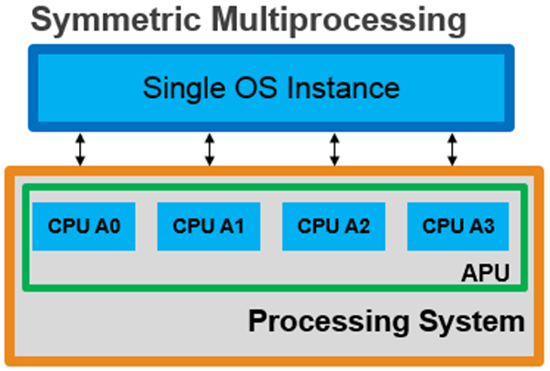 Symmetric Multiprocessing
Single OS Instance
CPU A0 CPU A1 CPU A2 CPU A3
APU
Processing System